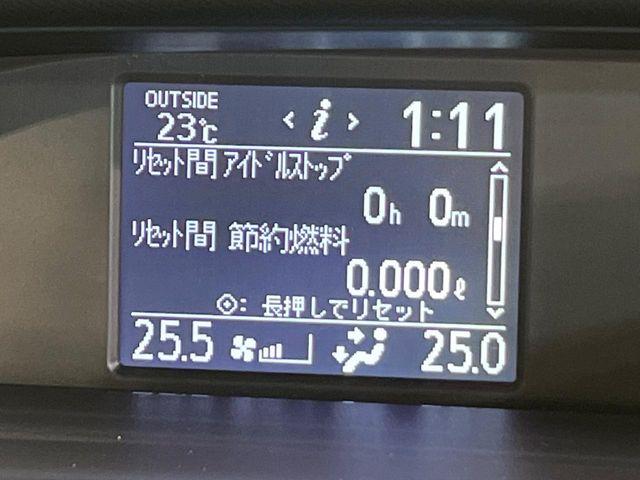 OUTSIDE
23℃ < i > 1:11
リセット間 アイドルストップ
0h 0m
リセット間 節約燃料
0.000ℓ
: 長押しでリセット
25.5 25.0